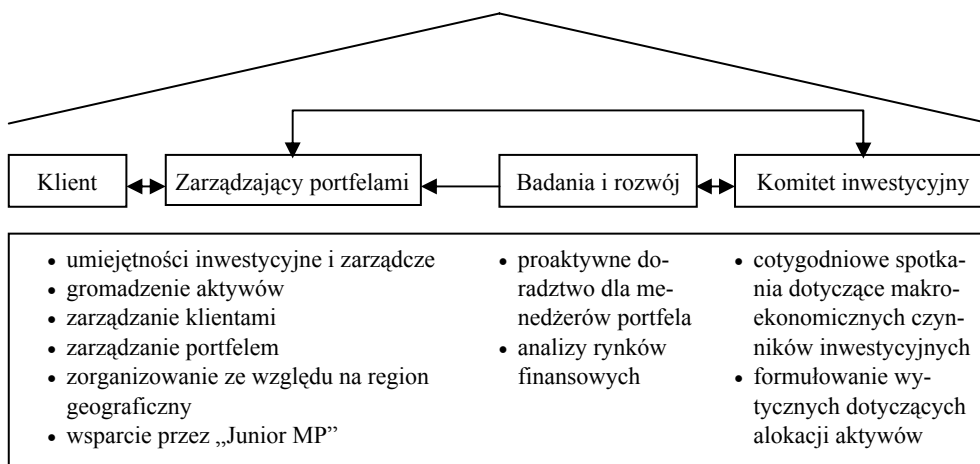 Klient
Zarządzający portfelami
Badania i rozwój
Komitet inwestycyjny
• umiejętności inwestycyjne i zarządcze
• gromadzenie aktywów
• zarządzanie klientami
• zarządzanie portfelem
• zorganizowanie ze względu na region
geograficzny
• wsparcie przez „Junior MP”
• proaktywne do-
radztwo dla me-
nedżerów portfela
• analizy rynków
finansowych
• cotygodniowe spotka-
nia dotyczące makro-
ekonomicznych czyn-
ników inwestycyjnych
• formułowanie wy-
tycznych dotyczących
alokacji aktywów